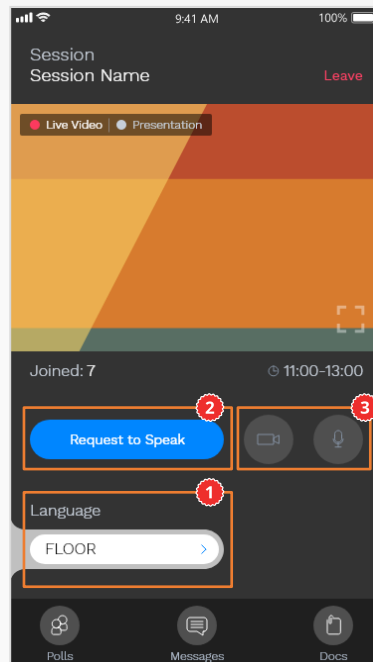 9:41 AM
100%
Session
Session Name
Leave
Live Video | Presentation
Joined: 7
11:00-13:00
2
3
Request to Speak
1
Language
FLOOR
Polls
Messages
Docs